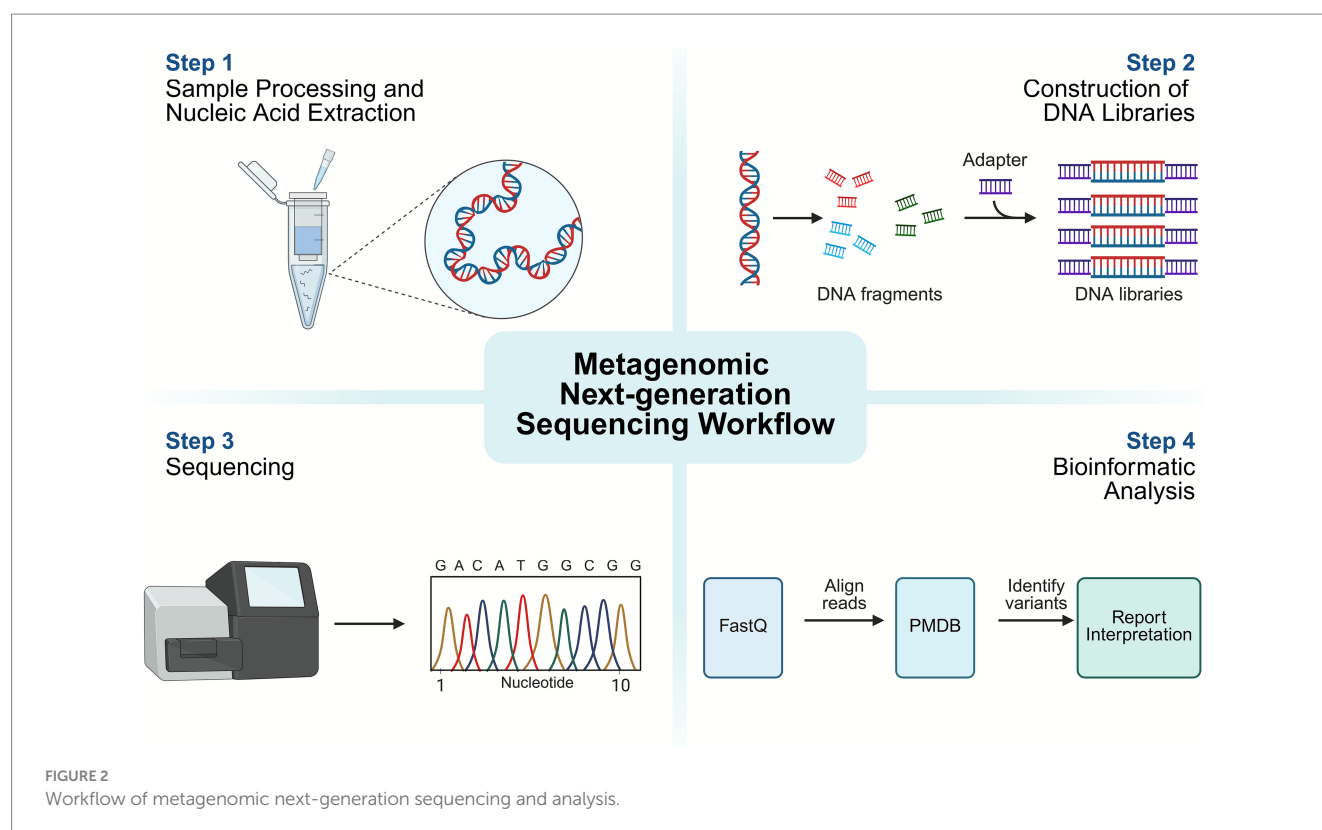 Step 1
Sample Processing and
Nucleic Acid Extraction
Step 2
Construction of
DNA Libraries
Adapter
DNA fragments
DNA libraries
Metagenomic
Next-generation
Sequencing Workflow
Step 3
Sequencing
G A C A T G G C G G
1 Nucleotide 10
Step 4
Bioinformatic
Analysis
FastQ
Align
reads
PMDB
Identify
variants
Report
Interpretation
FIGURE 2
Workflow of metagenomic next-generation sequencing and analysis.